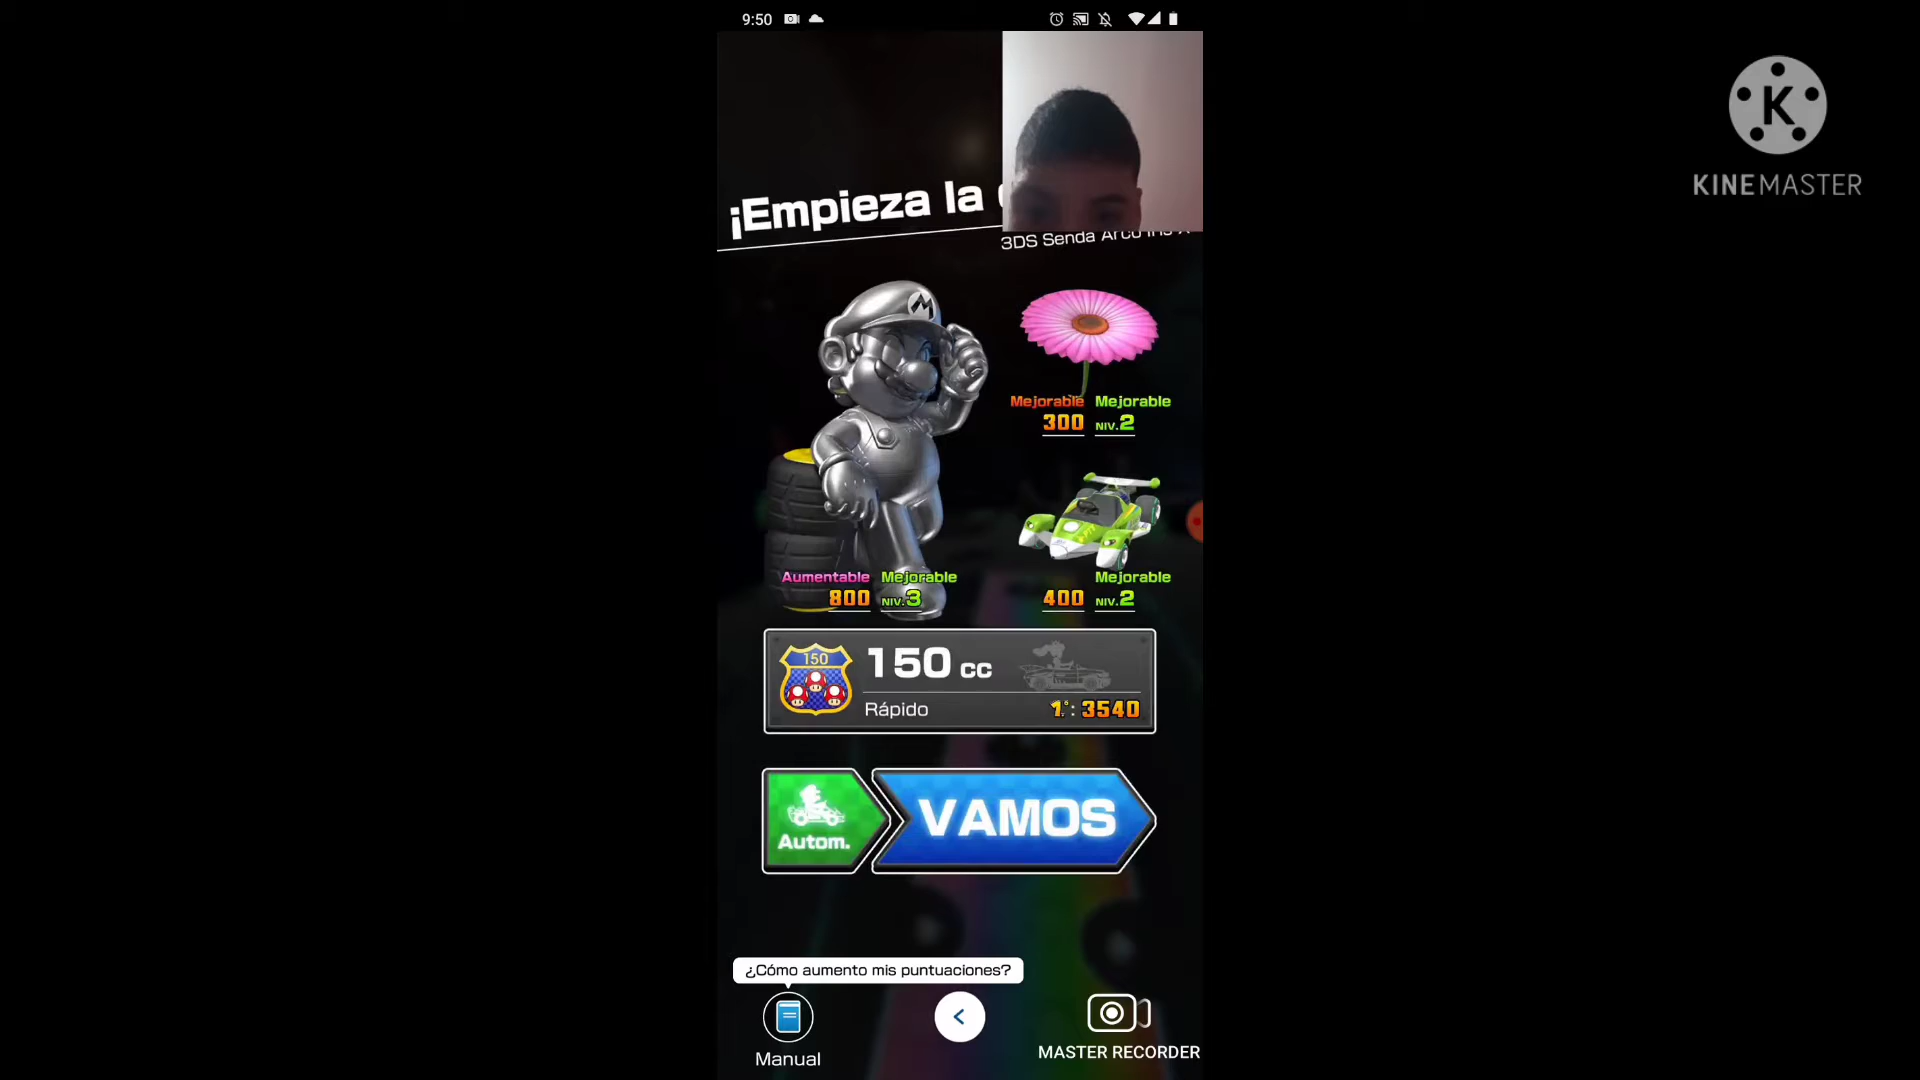 9:50
KINEMASTER
¡Empieza la
3DS Senda Arco Iris X
Mejorable Mejorable
300 NIV.2
Aumentable Mejorable
800 NIV.3
Mejorable
400 NIV.2
150
150 cc
Rápido
1.°: 3540
Autom.
VAMOS
¿Cómo aumento mis puntuaciones?
Manual
MASTER RECORDER